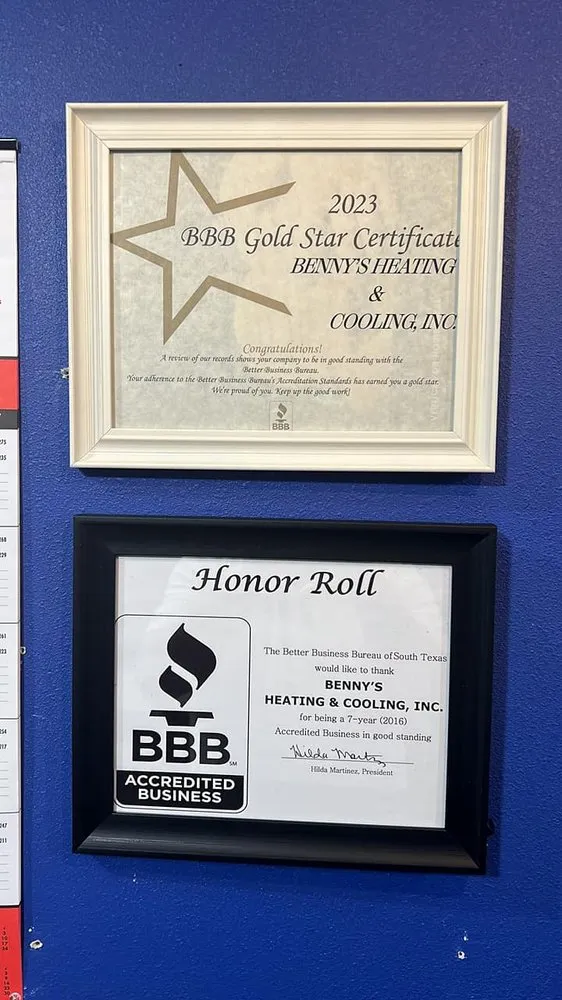 2023
BBB Gold Star Certificate
BENNY'S HEATING
&
COOLING, INC.
Congratulations!
A review of our records shows your company to be in good standing with the
Better Business Bureau.
Your adherence to the Better Business Bureau's Accreditation Standards has earned you a gold star.
We're proud of you. Keep up the good work!
BBB
Honor Roll
The Better Business Bureau of South Texas
would like to thank
BENNY'S
HEATING & COOLING, INC.
for being a 7-year (2016)
Accredited Business in good standing
Hilda Martinez, President
BBB
SM
ACCREDITED
BUSINESS